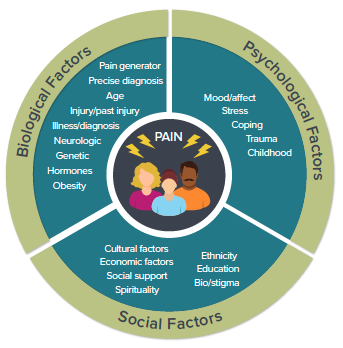 Biological Factors
Pain generator
Precise diagnosis
Age
Injury/past injury
Illness/diagnosis
Neurologic
Genetic
Hormones
Obesity
Psychological Factors
Mood/affect
Stress
Coping
Trauma
Childhood
PAIN
Cultural factors
Economic factors
Social support
Spirituality
Ethnicity
Education
Bio/stigma
Social Factors